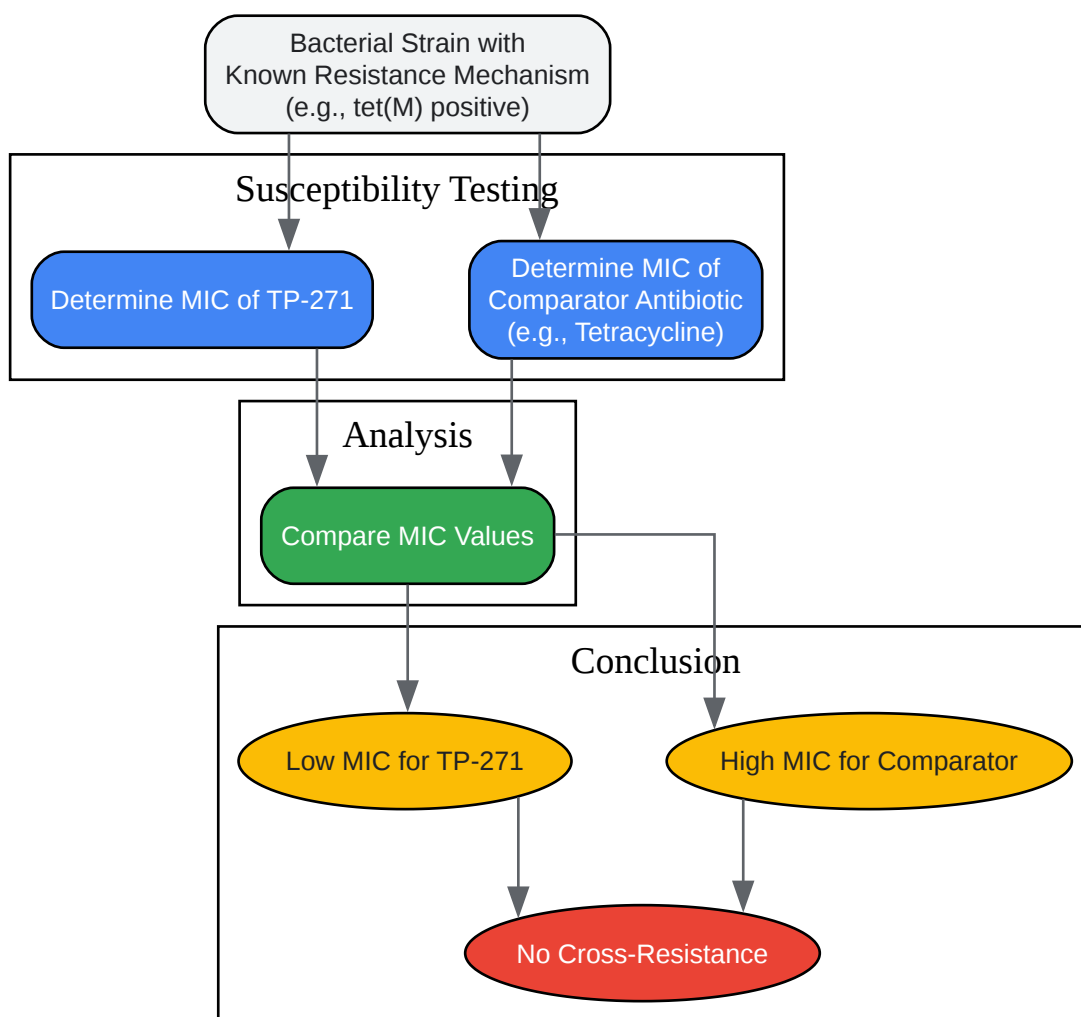 Bacterial Strain with
Known Resistance Mechanism
(e.g., tet(M) positive)
Susceptibility Testing
Determine MIC of TP-271
Determine MIC of
Comparator Antibiotic
(e.g., Tetracycline)
Analysis
Compare MIC Values
Conclusion
Low MIC for TP-271
High MIC for Comparator
No Cross-Resistance